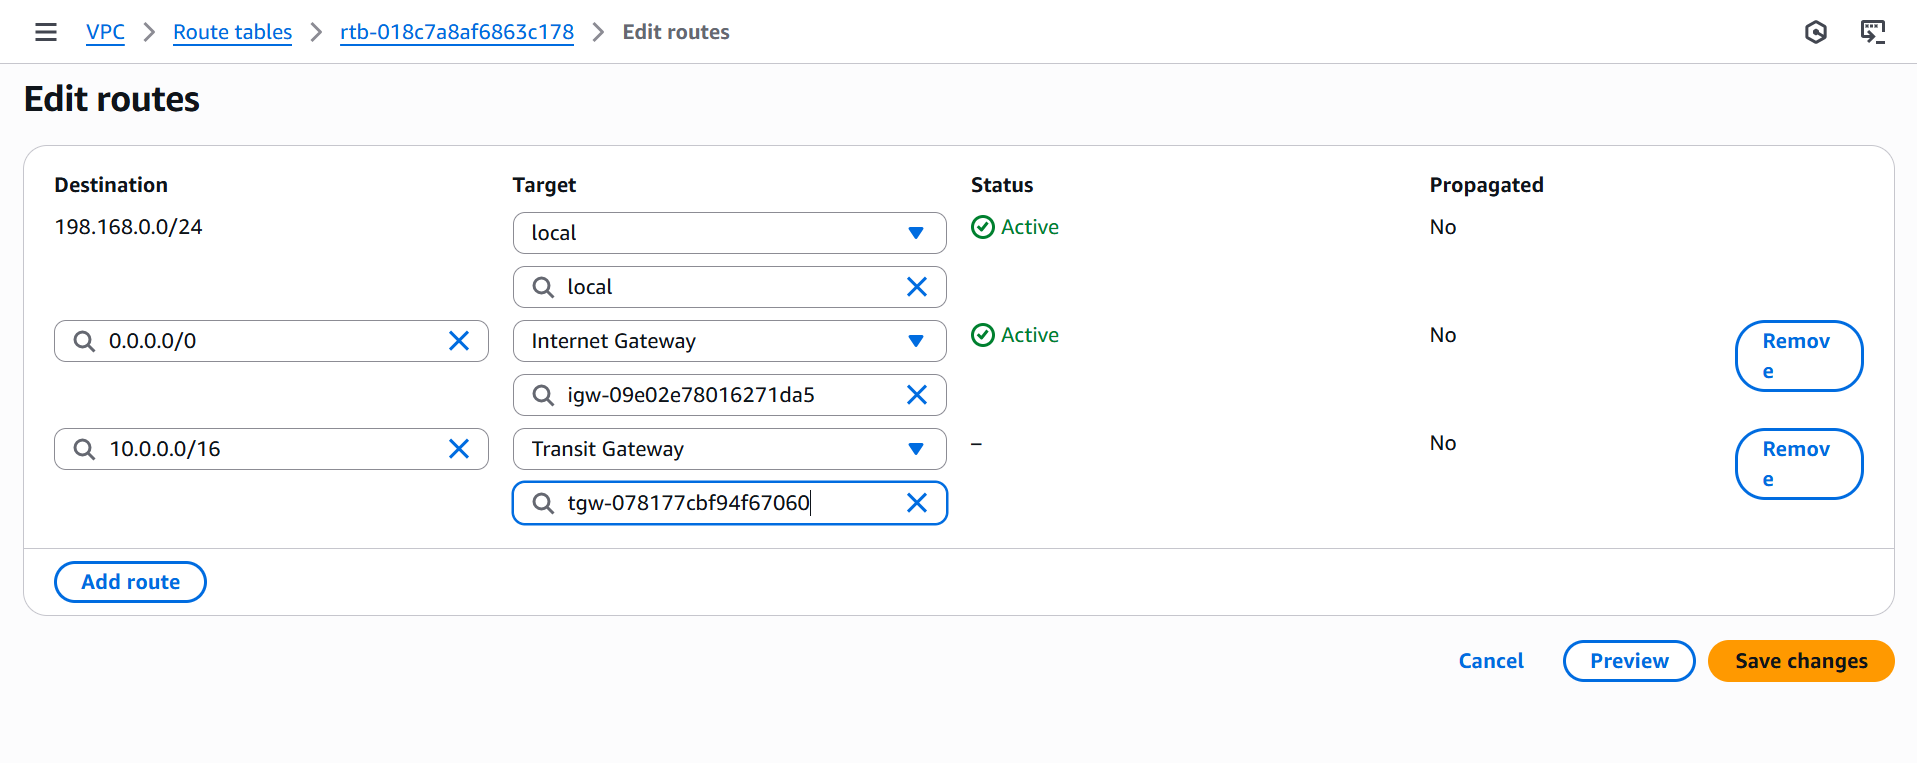 VPC > Route tables > rtb-018c7a8af6863c178 > Edit routes
Edit routes
Destination Target Status Propagated
198.168.0.0/24 local Active No
local
0.0.0.0/0 Internet Gateway Active No Remov
e
igw-09e02e78016271da5
10.0.0.0/16 Transit Gateway – No Remov
e
tgw-078177cbf94f67060
Add route
Cancel Preview Save changes